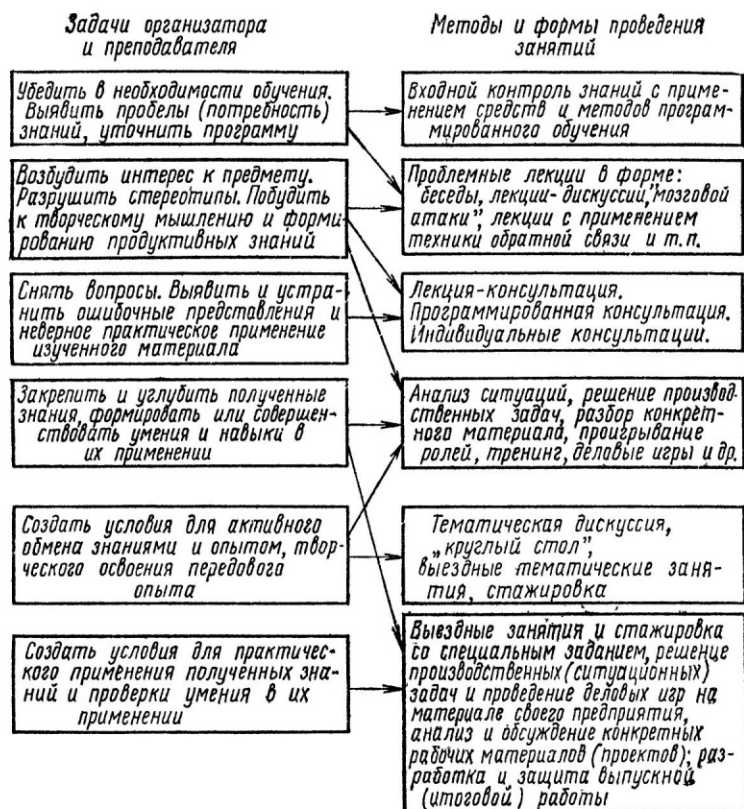 Задачи организатора
и преподавателя
Методы и формы проведения
занятий
Убедить в необходимости обучения.
Выявить пробелы (потребность)
знаний, уточнить программу
Входной контроль знаний с приме-
нением средств и методов програм-
мированного обучения
Возбудить интерес к предмету.
Разрушить стереотипы. Побудить
к творческому мышлению и форми-
рованию продуктивных знаний
Проблемные лекции в форме:
беседы, лекции-дискуссии, „мозговой
атаки”, лекции с применением
техники обратной связи и т.п.
Снять вопросы. Выявить и устра-
нить ошибочные представления и
неверное практическое применение
изученного материала
Лекция-консультация.
Программированная консультация.
Индивидуальные консультации.
Закрепить и углубить полученные
знания, формировать или совершен-
ствовать умения и навыки в
их применении
Анализ ситуаций, решение производ-
ственных задач, разбор конкрет-
ного материала, проигрывание
ролей, тренинг, деловые игры и др.
Создать условия для активного
обмена знаниями и опытом, твор-
ческого освоения передового
опыта
Тематическая дискуссия,
„круглый стол”,
выездные тематические заня-
тия, стажировка
Создать условия для практичес-
кого применения полученных зна-
ний и проверки умения в их
применении
Выездные занятия и стажировка
со специальным заданием, решение
производственных (ситуационных)
задач и проведение деловых игр на
материале своего предприятия,
анализ и обсуждение конкретных
рабочих материалов (проектов); раз-
работка и защита выпускной
(итоговой) работы